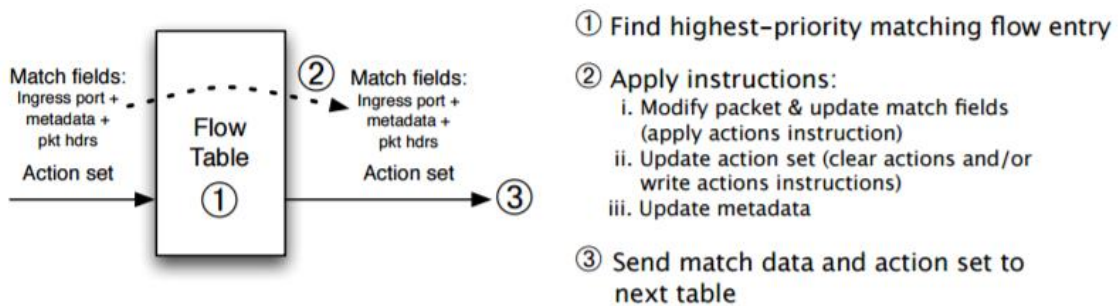 Match fields:
Ingress port +
metadata +
pkt hdrs
Action set
Flow
Table
①
②
Match fields:
Ingress port +
metadata +
pkt hdrs
Action set
③
① Find highest-priority matching flow entry
② Apply instructions:
i. Modify packet & update match fields
(apply actions instruction)
ii. Update action set (clear actions and/or
write actions instructions)
iii. Update metadata
③ Send match data and action set to
next table